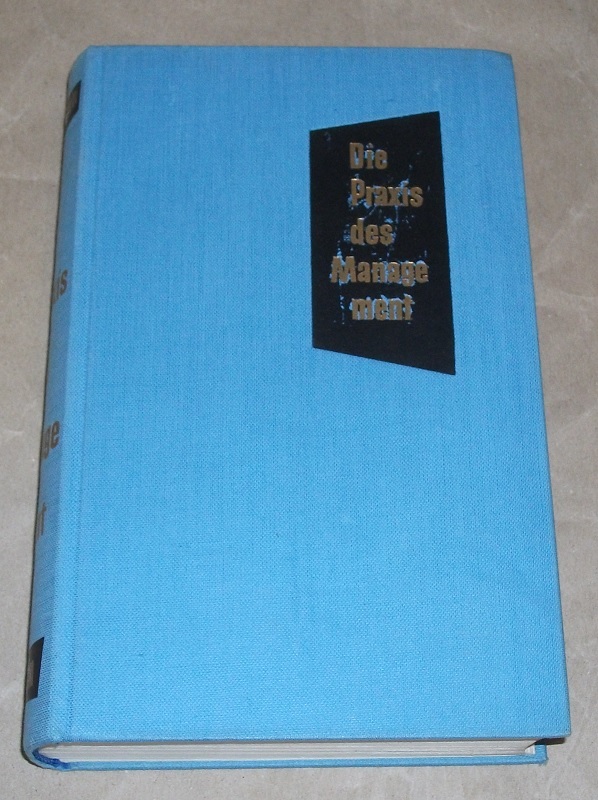 Die
Praxis
des
Manage
ment